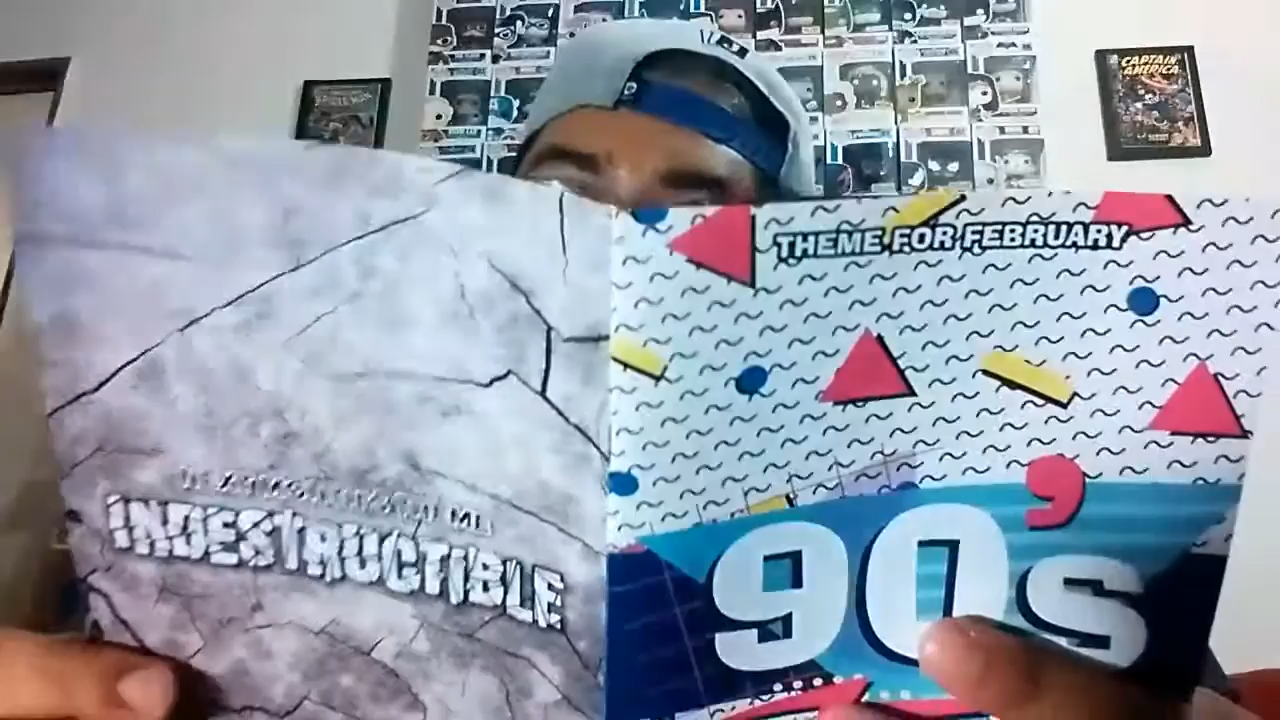 CAPTAIN
AMERICA
INDESTRUCTIBLE
THEME FOR FEBRUARY
90's